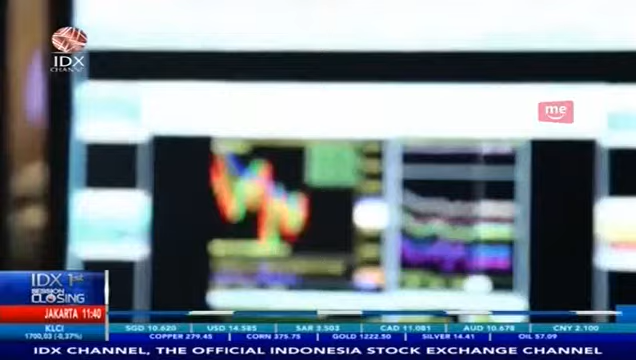 IDX
CHANNEL
me
IDX 1st
SESSION
CLOSING
JAKARTA 11:40
KLCI
1700,03 (-0,37%)
SGD 10.620 USD 14.585 SAR 3.503 CAD 11.081 AUD 10.678 CNY 2.100
COPPER 279.45 CORN 375.75 GOLD 1222.50 SILVER 14.41 OIL 57.09
IDX CHANNEL, THE OFFICIAL INDONESIA STOCK EXCHANGE CHANNEL